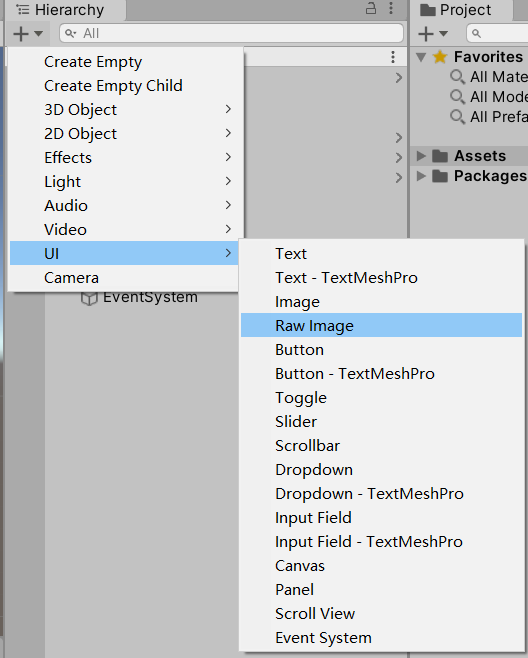 Hierarchy
Project
All
Create Empty
Create Empty Child
3D Object
2D Object
Effects
Light
Audio
Video
UI
Camera
EventSystem
Favorites
All Mate
All Mode
All Prefa
Assets
Packages
Text
Text - TextMeshPro
Image
Raw Image
Button
Button - TextMeshPro
Toggle
Slider
Scrollbar
Dropdown
Dropdown - TextMeshPro
Input Field
Input Field - TextMeshPro
Canvas
Panel
Scroll View
Event System